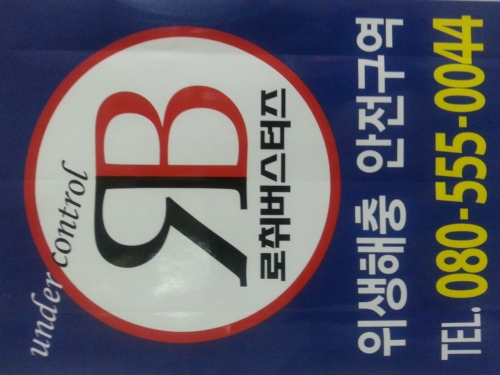 under control
RB
로취버스터즈
위생해충 안전구역
TEL. 080-555-0044